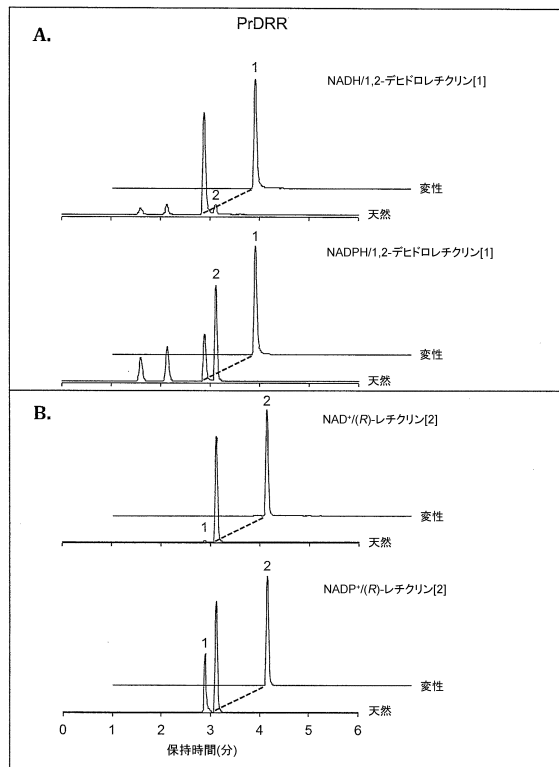 PrDRR
A.
1
NADH/1,2-デヒドロレチクリン[1]
変性
2
天然
1
NADPH/1,2-デヒドロレチクリン[1]
2
変性
天然
B.
2
NAD⁺/(R)-レチクリン[2]
変性
1
天然
2
NADP⁺/(R)-レチクリン[2]
1
変性
天然
0 1 2 3 4 5 6
保持時間(分)